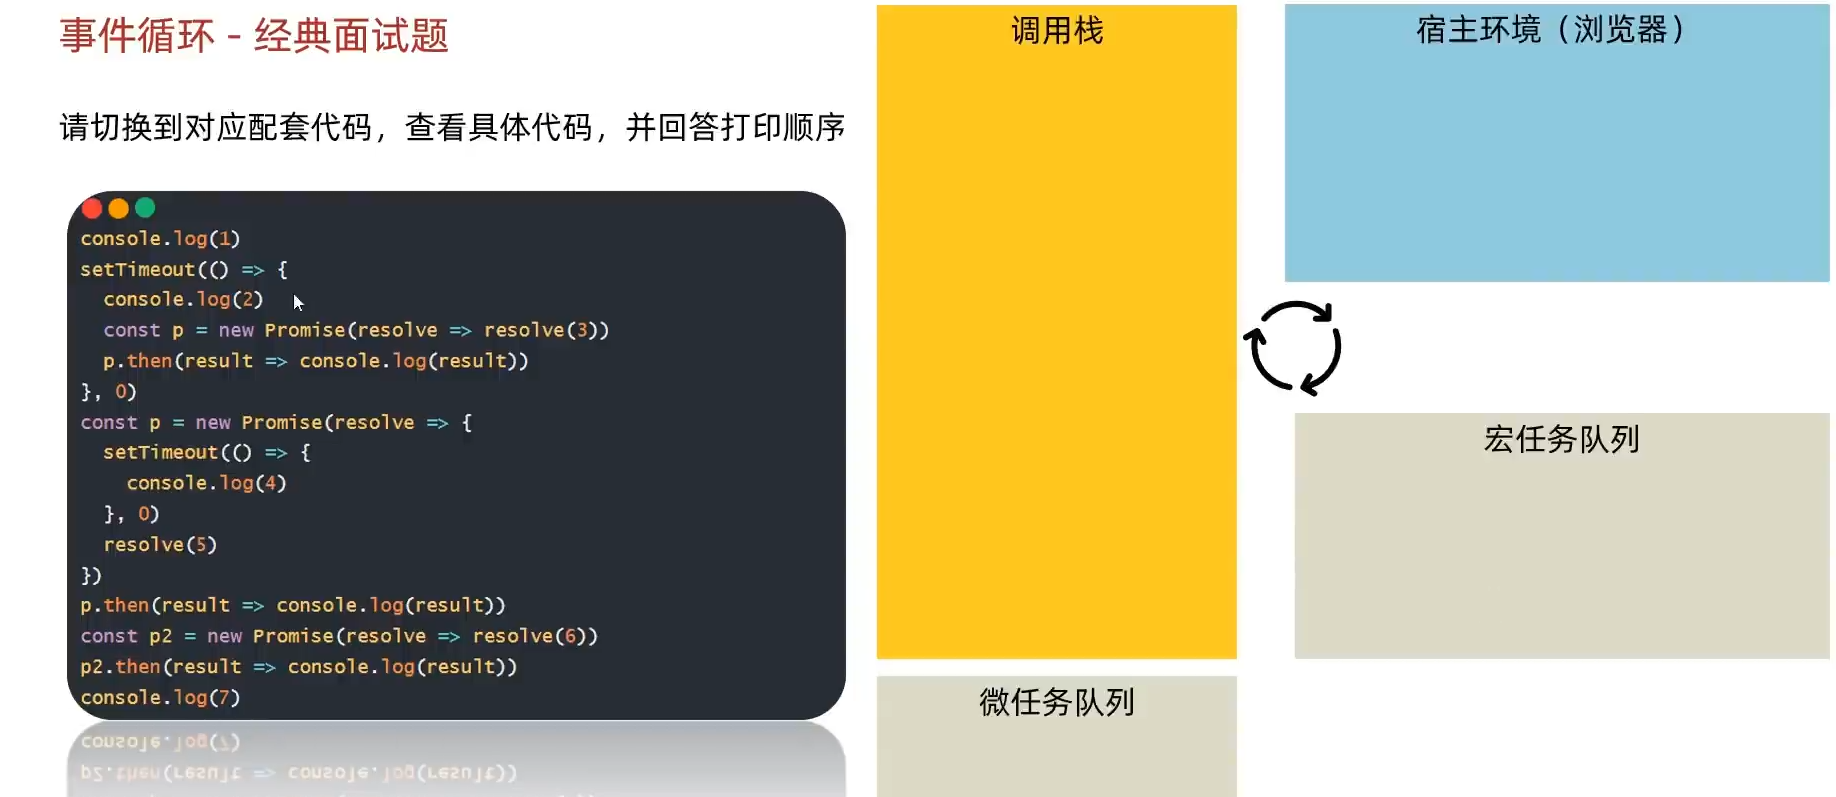 事件循环 - 经典面试题
请切换到对应配套代码，查看具体代码，并回答打印顺序
console.log(1)
setTimeout(() => {
  console.log(2)
  const p = new Promise(resolve => resolve(3))
  p.then(result => console.log(result))
}, 0)
const p = new Promise(resolve => {
  setTimeout(() => {
    console.log(4)
  }, 0)
  resolve(5)
})
p.then(result => console.log(result))
const p2 = new Promise(resolve => resolve(6))
p2.then(result => console.log(result))
console.log(7)
调用栈
宿主环境（浏览器）
宏任务队列
微任务队列